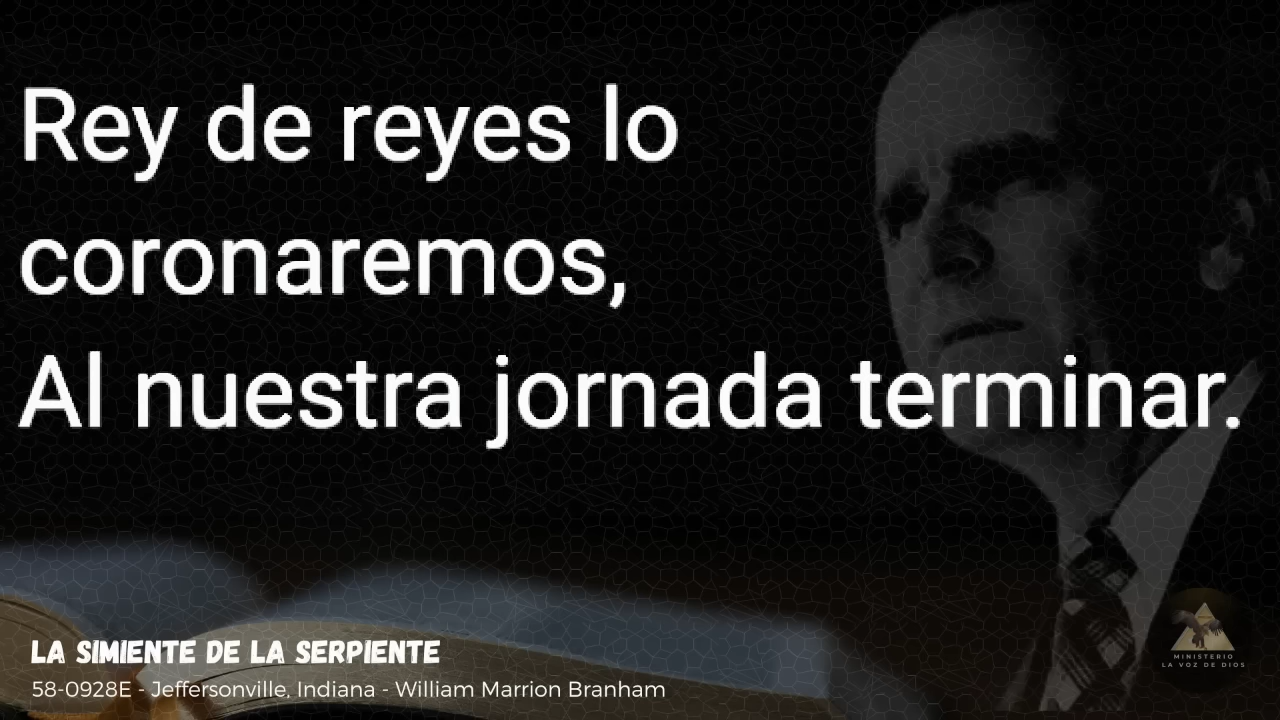 Rey de reyes lo
coronaremos,
Al nuestra jornada terminar.
LA SIMIENTE DE LA SERPIENTE
58-0928E - Jeffersonville, Indiana - William Marrion Branham
MINISTERIO
LA VOZ DE DIOS